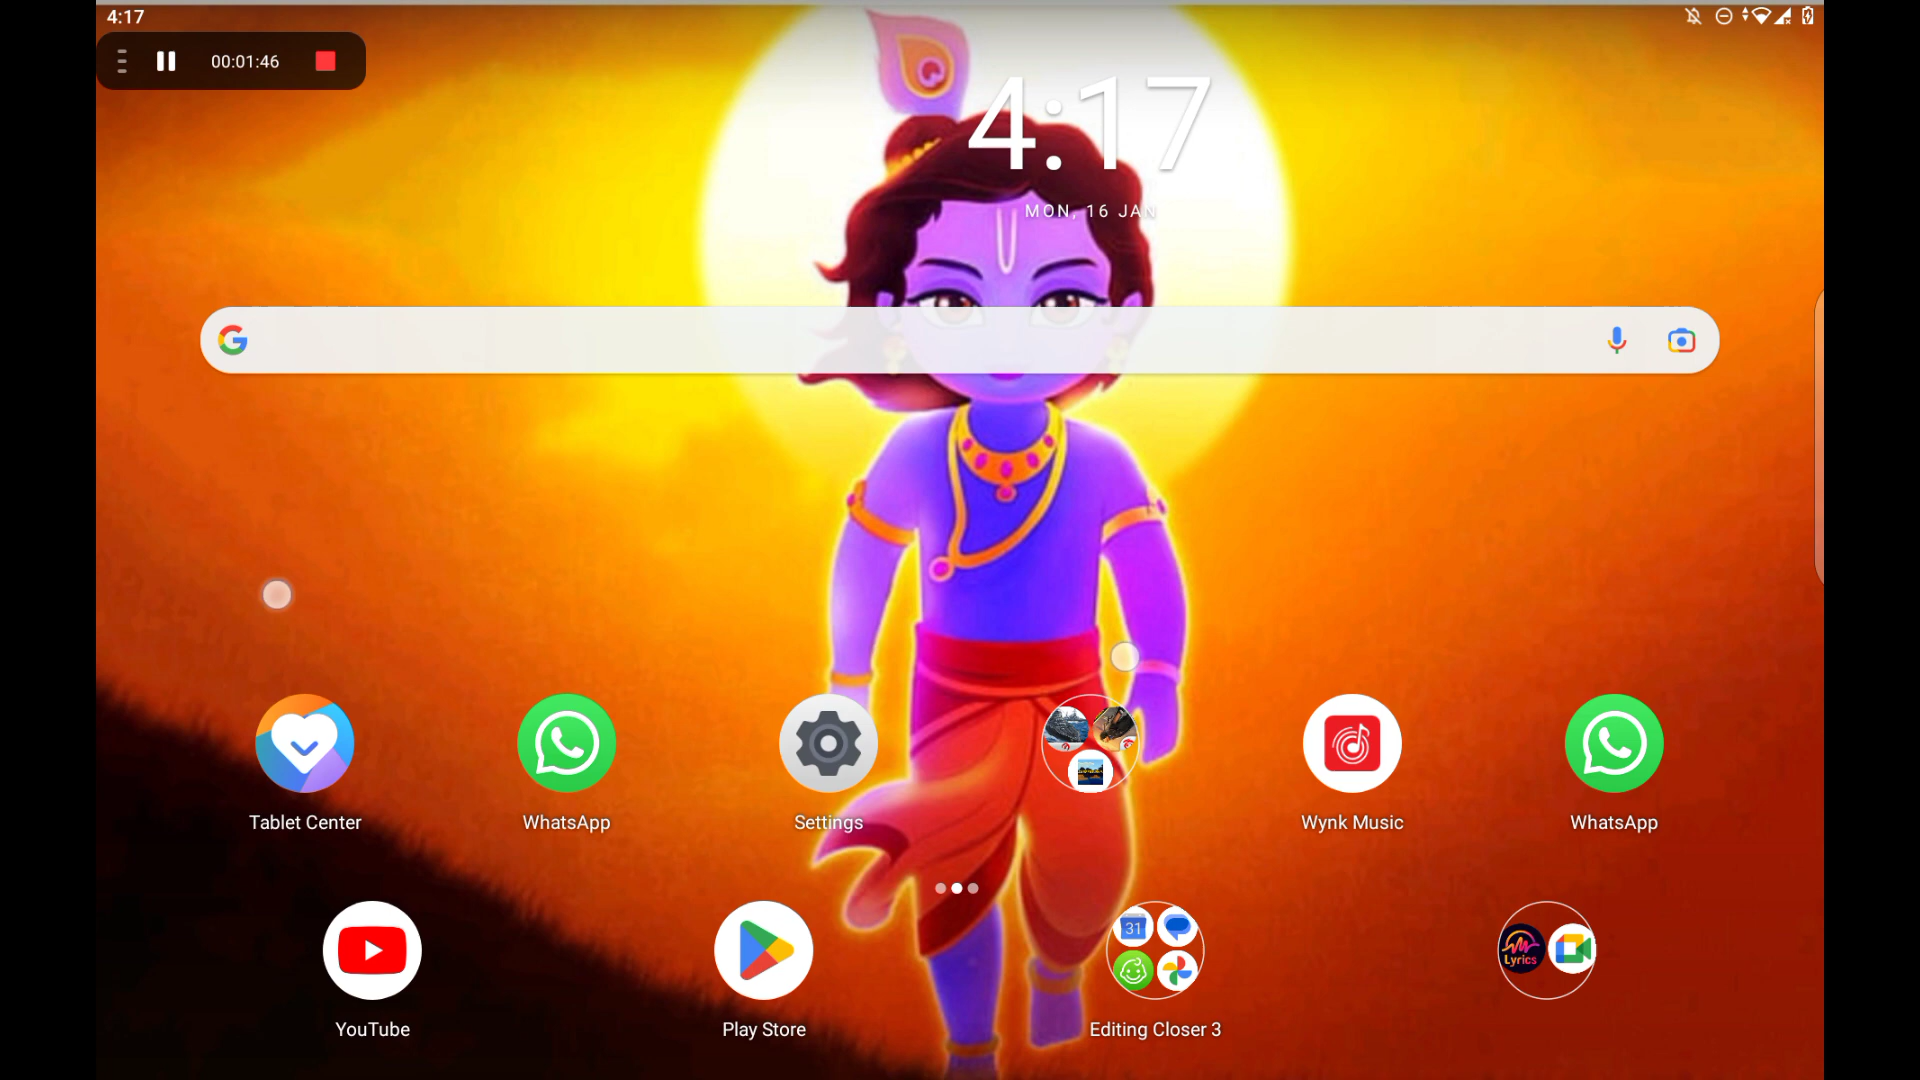 4:17
00:01:46
4:17
MON, 16 JAN
Tablet Center
WhatsApp
Settings
Wynk Music
WhatsApp
31
Lyrics
YouTube
Play Store
Editing Closer 3